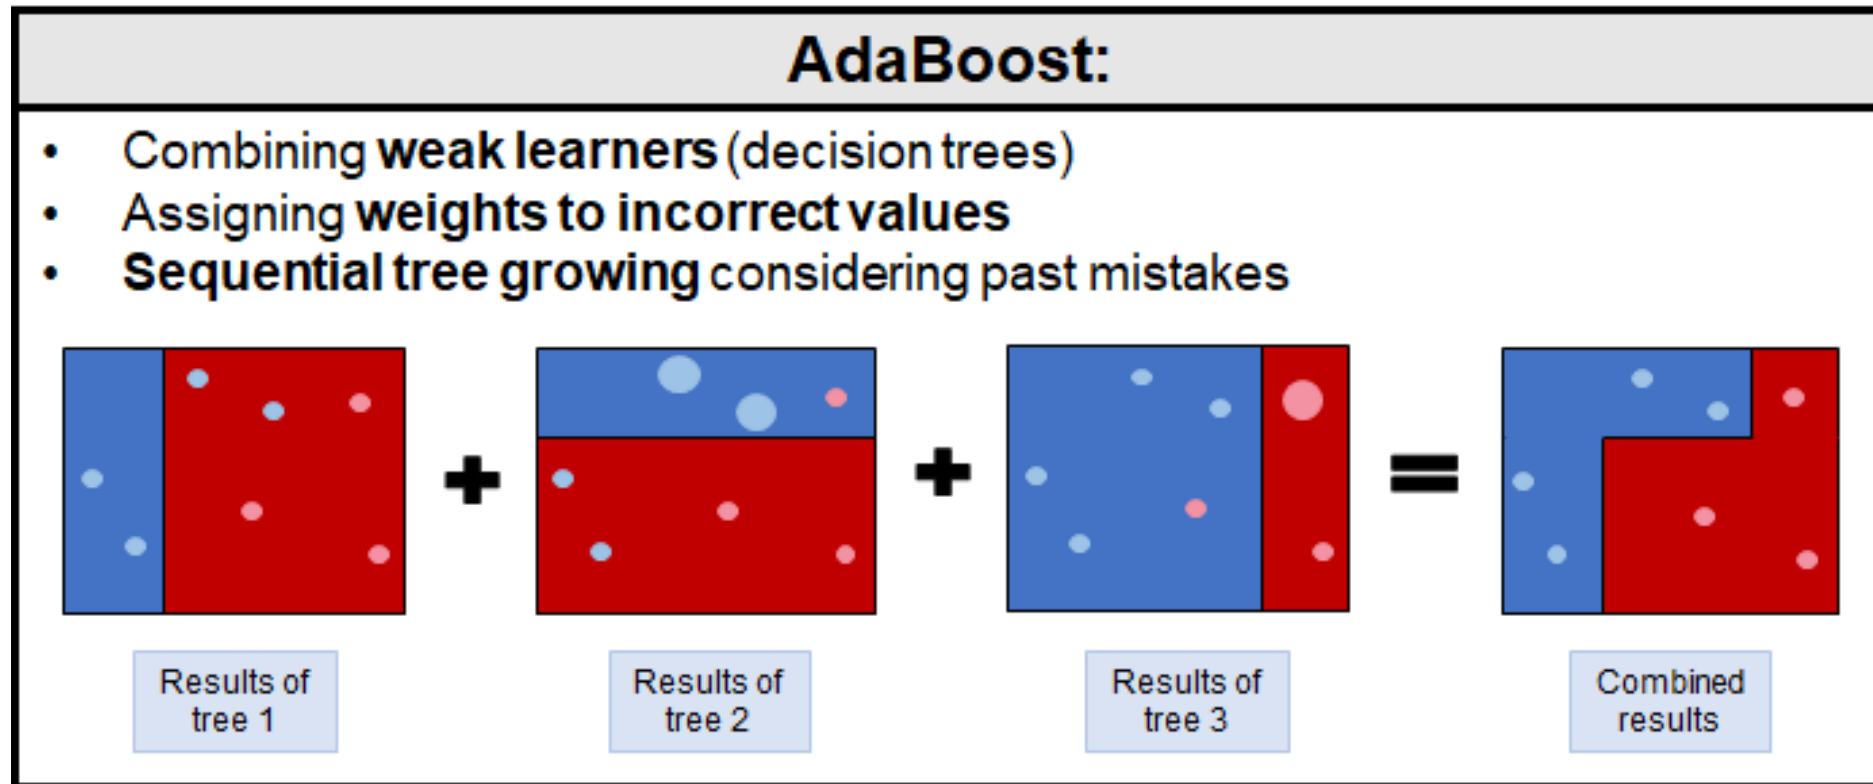 AdaBoost:
• Combining weak learners (decision trees)
• Assigning weights to incorrect values
• Sequential tree growing considering past mistakes
Results of
tree 1
Results of
tree 2
Results of
tree 3
Combined
results